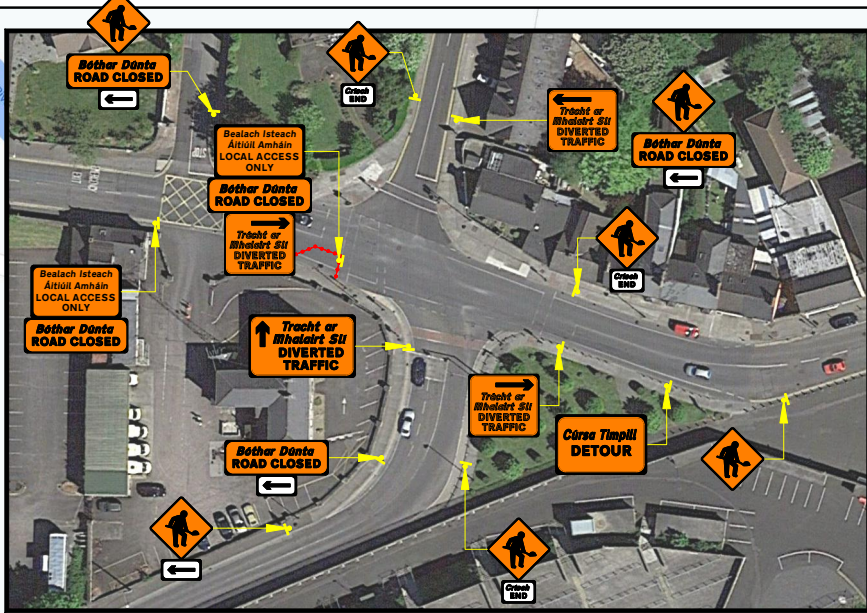 Bóthar Dúnta
ROAD CLOSED
Críoch
END
Trácht ar
Mhalairt Slí
DIVERTED
TRAFFIC
Bóthar Dúnta
ROAD CLOSED
Bealach Isteach
Áitiúil Amháin
LOCAL ACCESS
ONLY
Bóthar Dúnta
ROAD CLOSED
Trácht ar
Mhalairt Slí
DIVERTED
TRAFFIC
Críoch
END
Bealach Isteach
Áitiúil Amháin
LOCAL ACCESS
ONLY
Bóthar Dúnta
ROAD CLOSED
Tracht ar
Mhalairt Slí
DIVERTED
TRAFFIC
Trácht ar
Mhalairt Slí
DIVERTED
TRAFFIC
Cúrsa Timpill
DETOUR
Bóthar Dúnta
ROAD CLOSED
Críoch
END